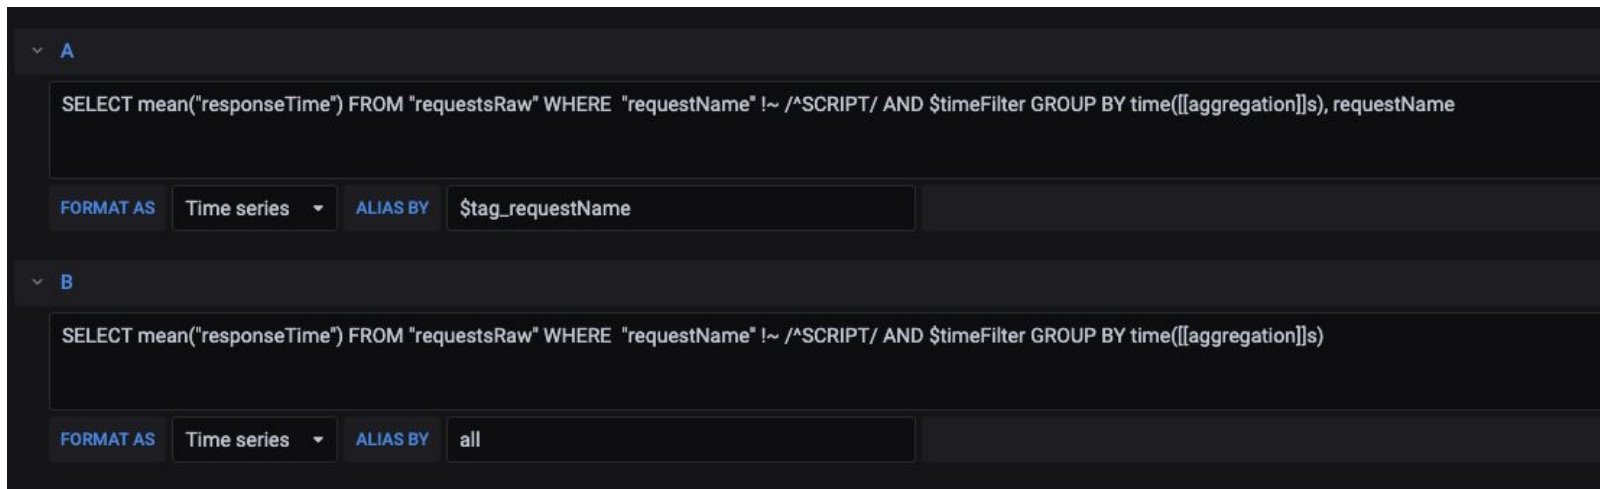 A
SELECT mean("responseTime") FROM "requestsRaw" WHERE  "requestName" !~ /^SCRIPT/ AND $timeFilter GROUP BY time([[aggregation]]s), requestName
FORMAT AS Time series ALIAS BY $tag_requestName
B
SELECT mean("responseTime") FROM "requestsRaw" WHERE  "requestName" !~ /^SCRIPT/ AND $timeFilter GROUP BY time([[aggregation]]s)
FORMAT AS Time series ALIAS BY all